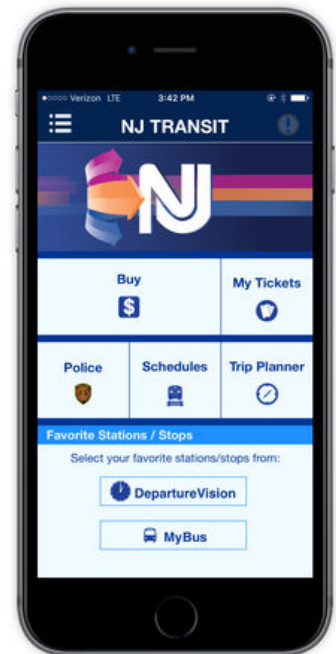 Verizon LTE 3:42 PM
NJ TRANSIT
NJ
Buy
My Tickets
$
Police
Schedules
Trip Planner
Favorite Stations / Stops
Select your favorite stations/stops from:
DepartureVision
MyBus